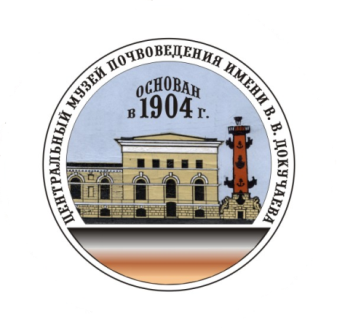 ЦЕНТРАЛЬНЫЙ МУЗЕЙ ПОЧВОВЕДЕНИЯ ИМЕНИ В. В. ДОКУЧАЕВА
ОСНОВАН
в 1904 г.